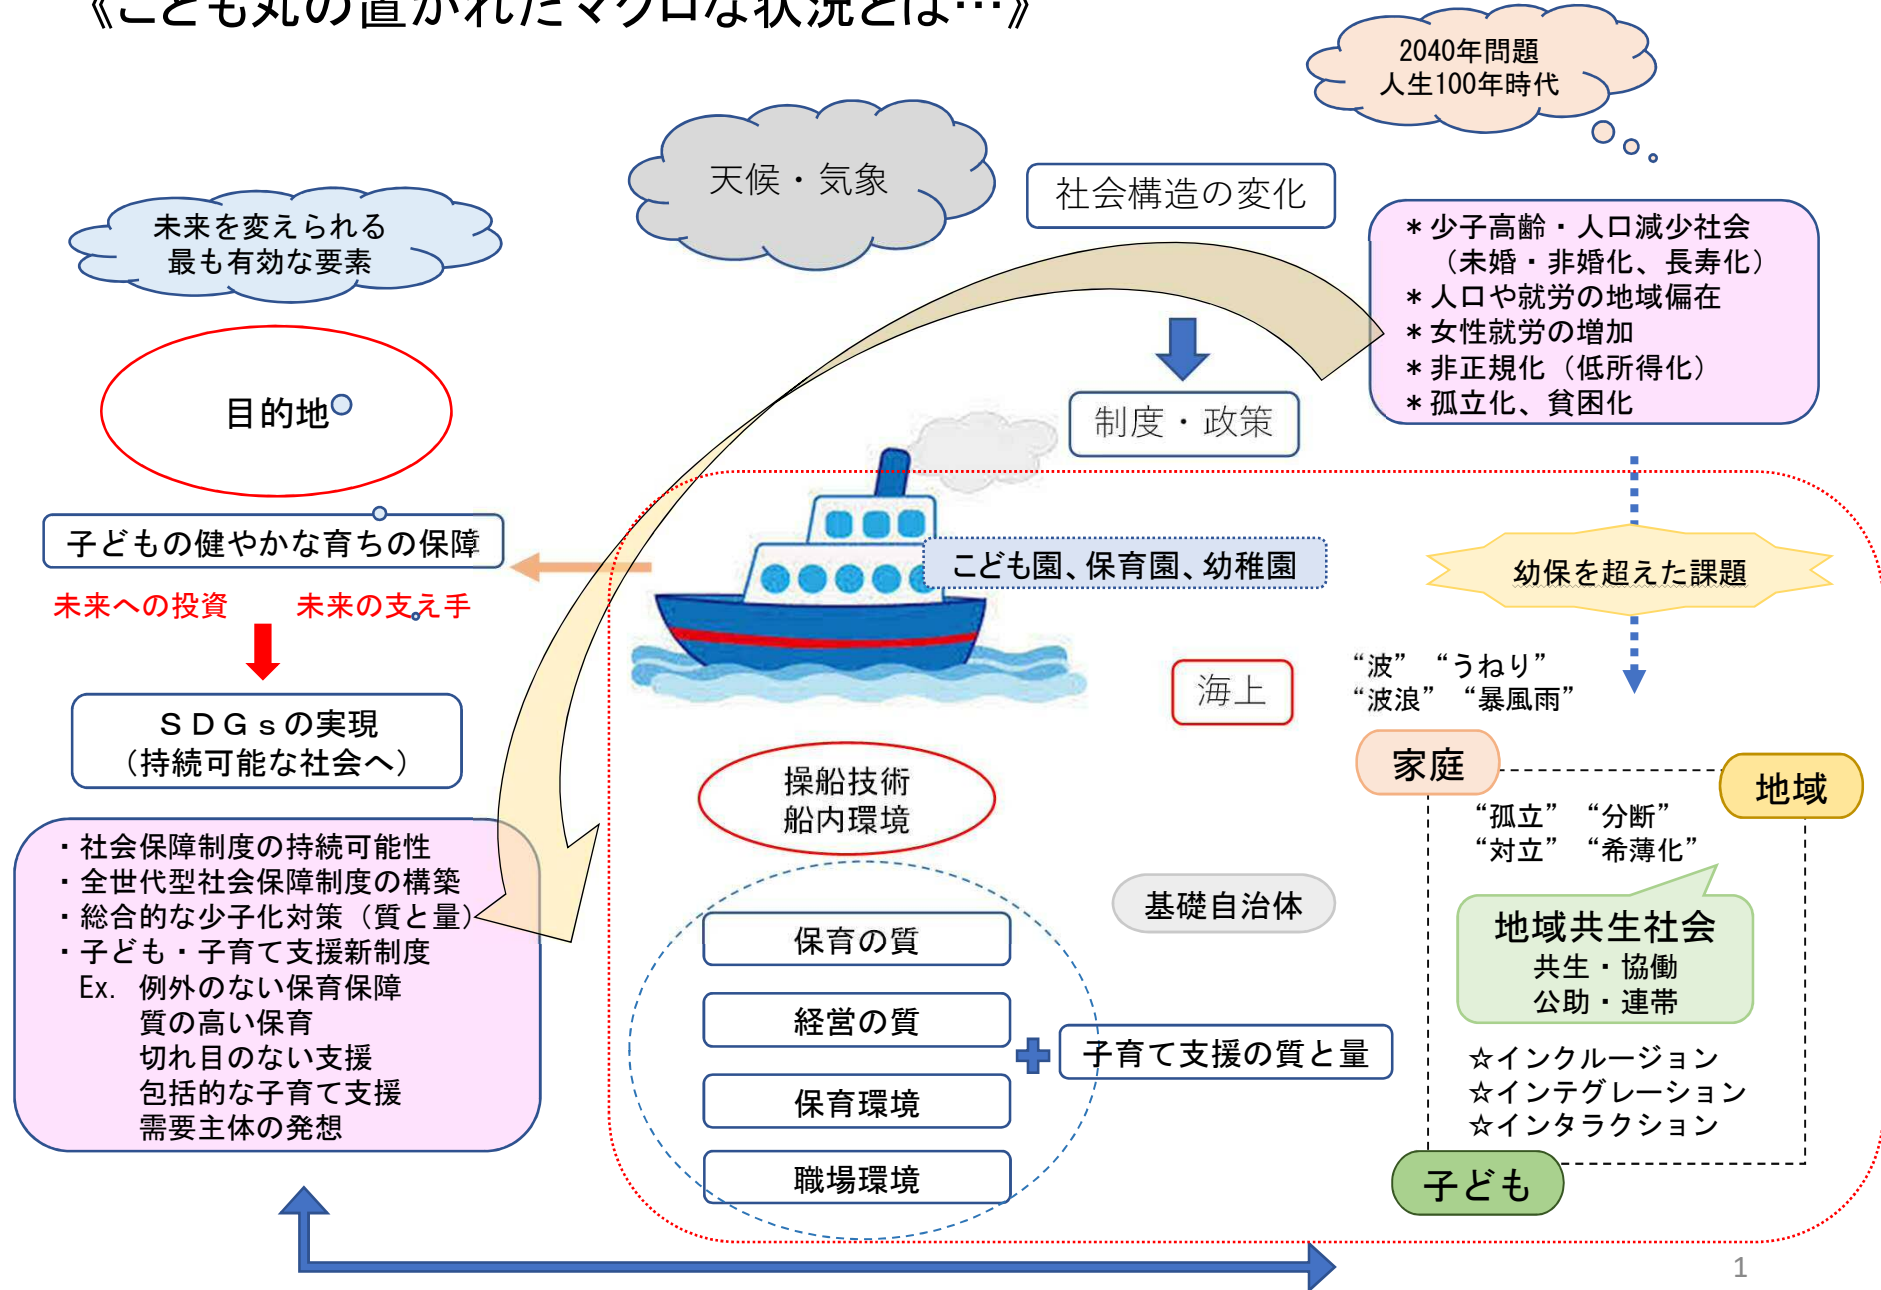 《こども丸の置かれたマクロな状況とは…》
2040年問題
人生100年時代
天候・気象
社会構造の変化
未来を変えられる
最も有効な要素
＊少子高齢・人口減少社会
（未婚・非婚化、長寿化）
＊人口や就労の地域偏在
＊女性就労の増加
＊非正規化（低所得化）
＊孤立化、貧困化
目的地
制度・政策
子どもの健やかな育ちの保障
こども園、保育園、幼稚園
幼保を超えた課題
未来への投資　未来の支え手
海上
“波” “うねり”
“波浪” “暴風雨”
ＳＤＧｓの実現
（持続可能な社会へ）
操船技術
船内環境
家庭
地域
“孤立” “分断”
“対立” “希薄化”
・社会保障制度の持続可能性
・全世代型社会保障制度の構築
・総合的な少子化対策（質と量）
・子ども・子育て支援新制度
Ex. 例外のない保育保障
質の高い保育
切れ目のない支援
包括的な子育て支援
需要主体の発想
基礎自治体
保育の質
経営の質
保育環境
職場環境
子育て支援の質と量
地域共生社会
共生・協働
公助・連帯
☆インクルージョン
☆インテグレーション
☆インタラクション
子ども
1